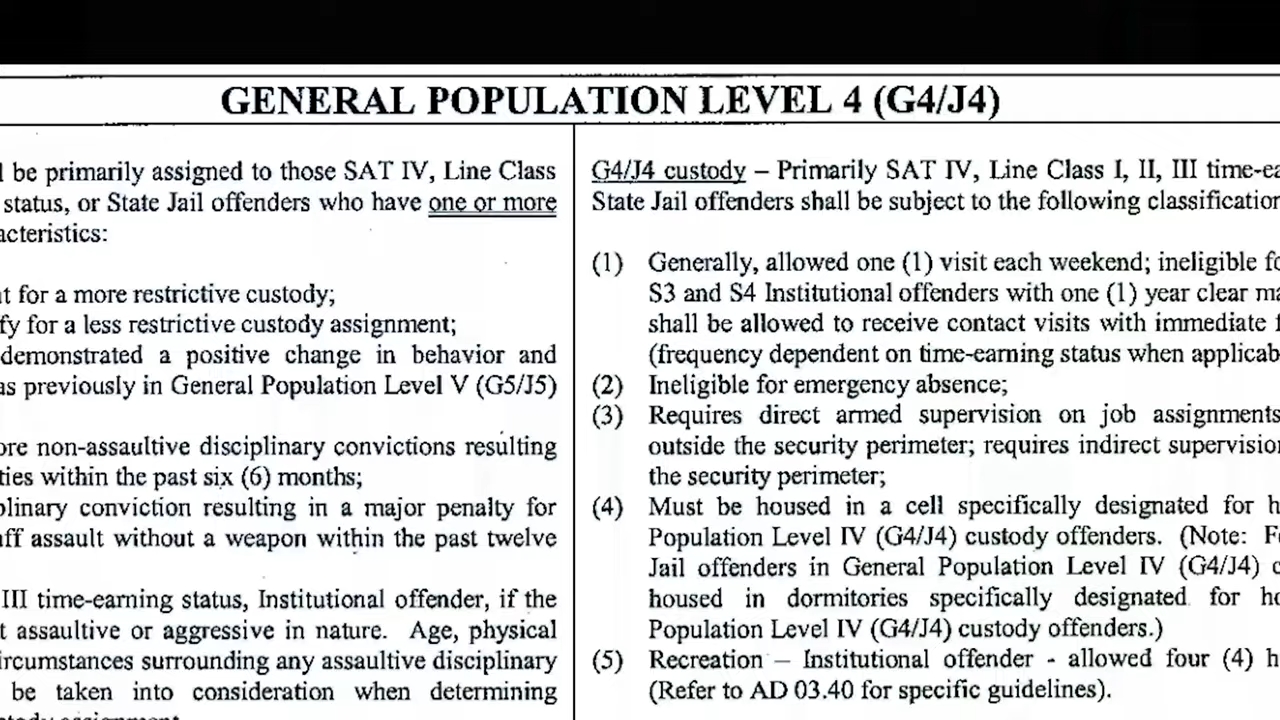 GENERAL POPULATION LEVEL 4 (G4/J4)
be primarily assigned to those SAT IV, Line Class
status, or State Jail offenders who have one or more
acteristics:
t for a more restrictive custody;
fy for a less restrictive custody assignment;
demonstrated a positive change in behavior and
as previously in General Population Level V (G5/J5)
ore non-assaultive disciplinary convictions resulting
ties within the past six (6) months;
plinary conviction resulting in a major penalty for
aff assault without a weapon within the past twelve
III time-earning status, Institutional offender, if the
t assaultive or aggressive in nature. Age, physical
ircumstances surrounding any assaultive disciplinary
be taken into consideration when determining
G4/J4 custody – Primarily SAT IV, Line Class I, II, III time-ea
State Jail offenders shall be subject to the following classification
(1) Generally, allowed one (1) visit each weekend; ineligible fo
S3 and S4 Institutional offenders with one (1) year clear ma
shall be allowed to receive contact visits with immediate f
(frequency dependent on time-earning status when applicab
(2) Ineligible for emergency absence;
(3) Requires direct armed supervision on job assignments
outside the security perimeter; requires indirect supervision
the security perimeter;
(4) Must be housed in a cell specifically designated for h
Population Level IV (G4/J4) custody offenders. (Note: Fe
Jail offenders in General Population Level IV (G4/J4) c
housed in dormitories specifically designated for ho
Population Level IV (G4/J4) custody offenders.)
(5) Recreation – Institutional offender - allowed four (4) h
(Refer to AD 03.40 for specific guidelines).